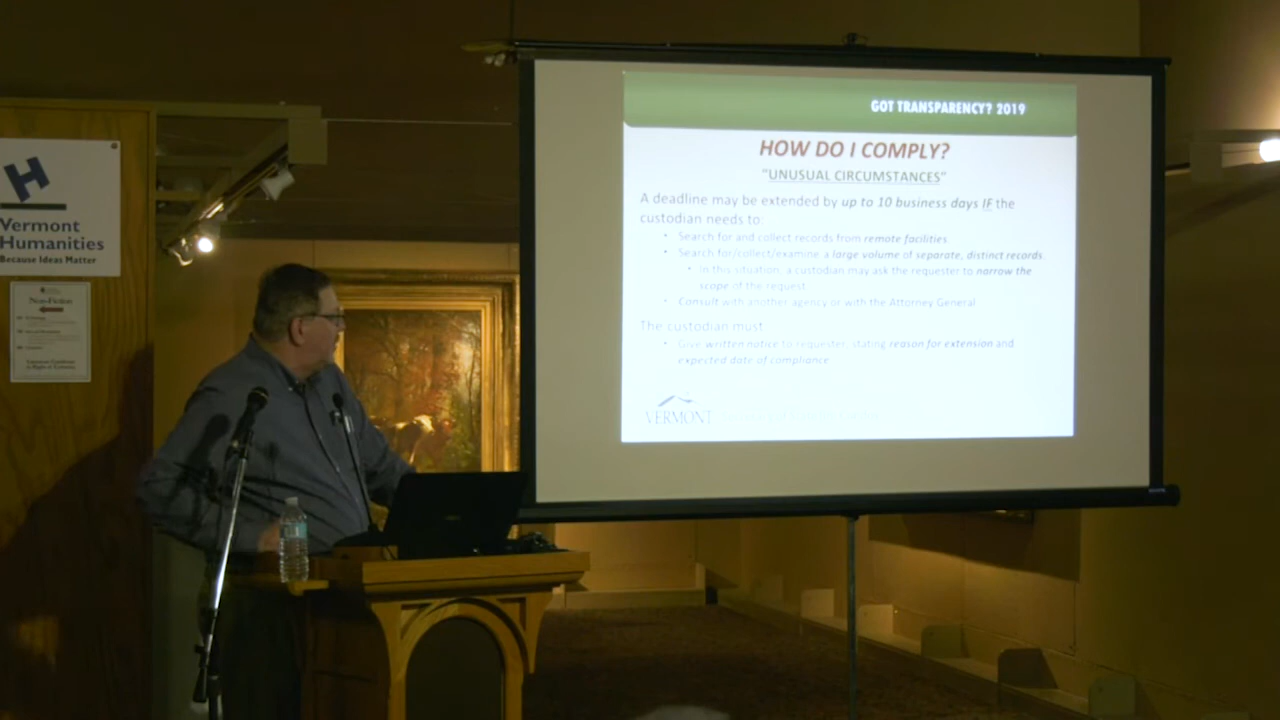 Vermont
Humanities
Because Ideas Matter
Non-Fiction
GOT TRANSPARENCY? 2019
HOW DO I COMPLY?
"UNUSUAL CIRCUMSTANCES"
A deadline may be extended by up to 10 business days IF the
custodian needs to:
Search for and collect records from remote facilities
Search for/collect/examine a large volume of separate, distinct records.
In this situation, a custodian may ask the requester to narrow the
scope of the request
Consult with another agency or with the Attorney General
The custodian must
Give written notice to requester, stating reason for extension and
expected date of compliance
VERMONT